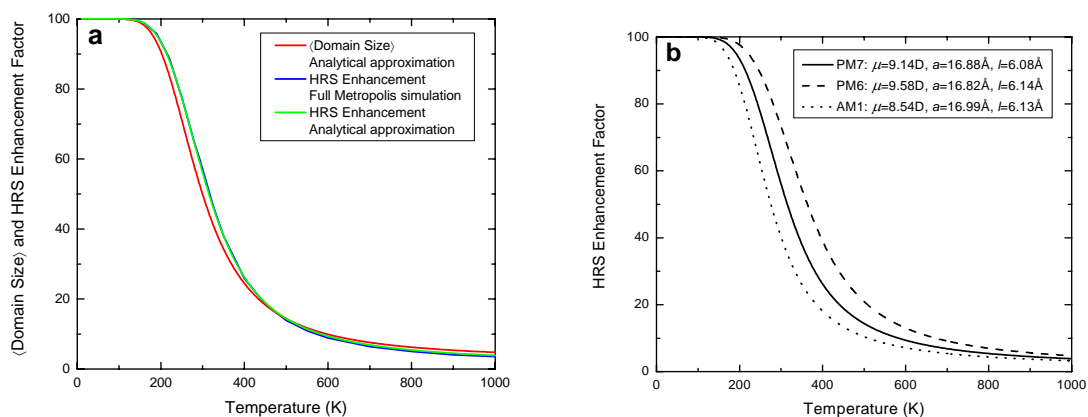 a
⟨Domain Size⟩
Analytical approximation
HRS Enhancement
Full Metropolis simulation
HRS Enhancement
Analytical approximation
⟨Domain Size⟩ and HRS Enhancement Factor
100
80
60
40
20
0
0 200 400 600 800 1000
Temperature (K)
b
PM7: μ=9.14D, a=16.88Å, l=6.08Å
PM6: μ=9.58D, a=16.82Å, l=6.14Å
AM1: μ=8.54D, a=16.99Å, l=6.13Å
HRS Enhancement Factor
100
80
60
40
20
0
0 200 400 600 800 1000
Temperature (K)